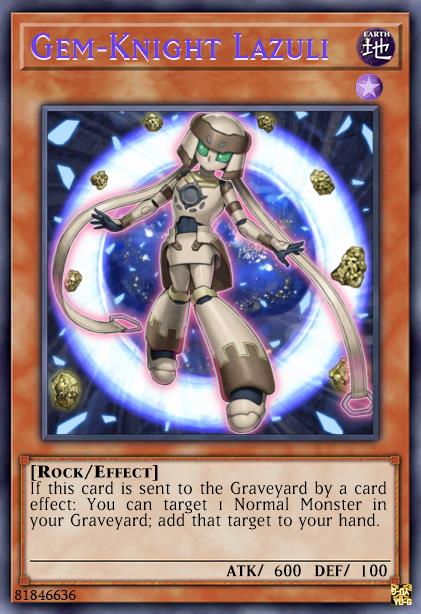 GEM-KNIGHT LAZULI
EARTH
地
[ROCK/EFFECT]
If this card is sent to the Graveyard by a card
effect: You can target 1 Normal Monster in
your Graveyard; add that target to your hand.
ATK/ 600 DEF/ 100
81846636